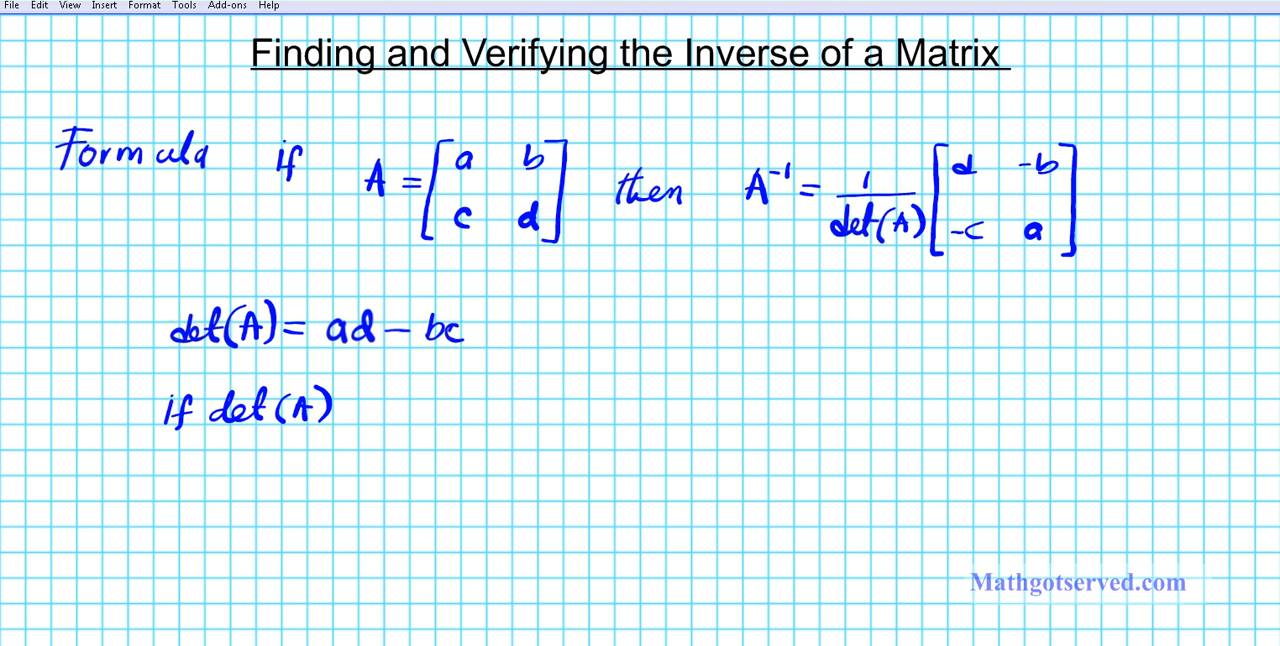 File Edit View Insert Format Tools Add-ons Help
Finding and Verifying the Inverse of a Matrix
Formula if A = [a b; c d] then A⁻¹ = 1/det(A) [d -b; -c a]
det(A) = ad - bc
if det(A)
Mathgotserved.com